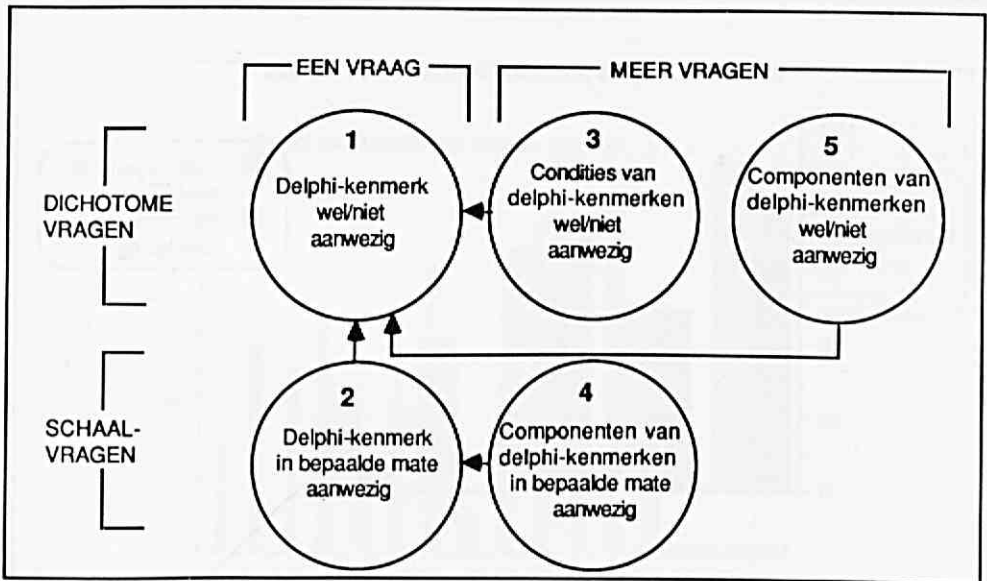 EEN VRAAG
MEER VRAGEN
DICHOTOME
VRAGEN
1
Delphi-kenmerk
wel/niet
aanwezig
3
Condities van
delphi-kenmerken
wel/niet
aanwezig
5
Componenten van
delphi-kenmerken
wel/niet
aanwezig
SCHAAL-
VRAGEN
2
Delphi-kenmerk
in bepaalde mate
aanwezig
4
Componenten van
delphi-kenmerken
in bepaalde mate
aanwezig